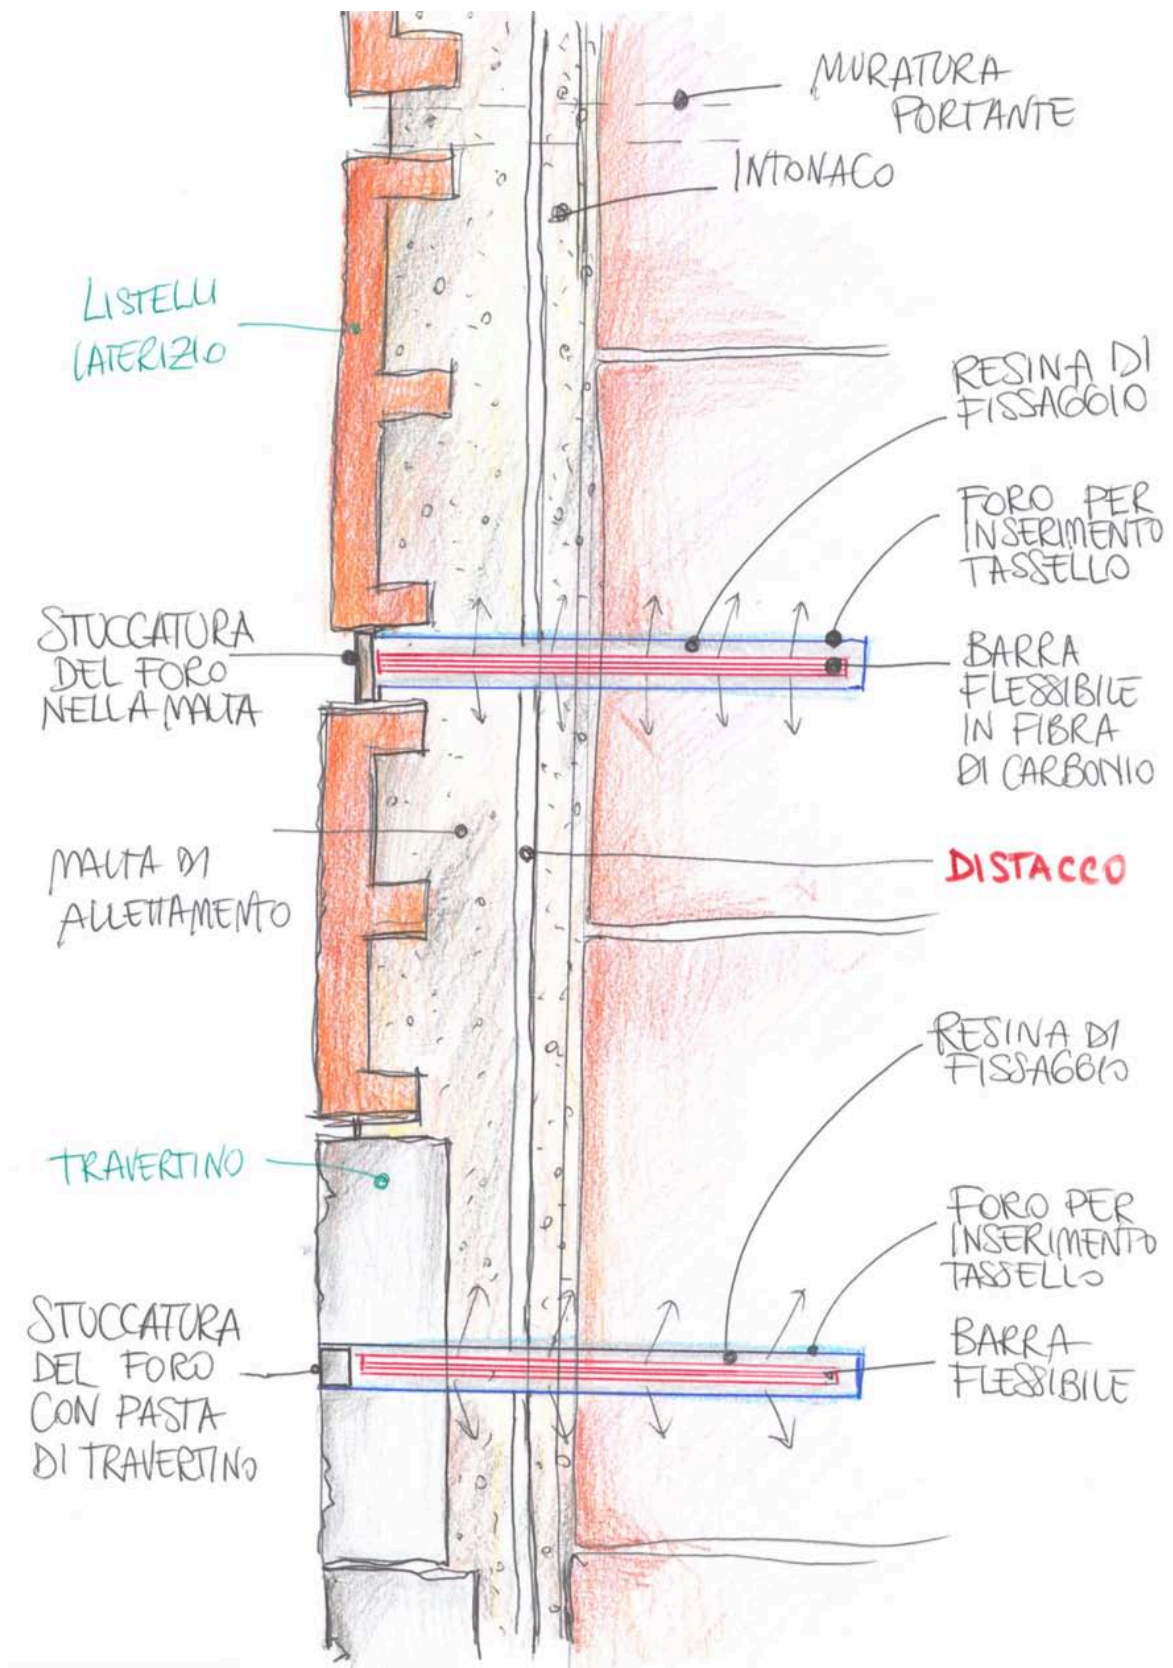 MURATURA
PORTANTE
INTONACO
LISTELLI
LATERIZIO
RESINA DI
FISSAGGIO
FORO PER
INSERIMENTO
TASSELLO
STUCCATURA
DEL FORO
NELLA MALTA
BARRA
FLESSIBILE
IN FIBRA
DI CARBONIO
MALTA DI
ALLETTAMENTO
DISTACCO
RESINA DI
FISSAGGIO
TRAVERTINO
FORO PER
INSERIMENTO
TASSELLO
STUCCATURA
DEL FORO
CON PASTA
DI TRAVERTINO
BARRA
FLESSIBILE